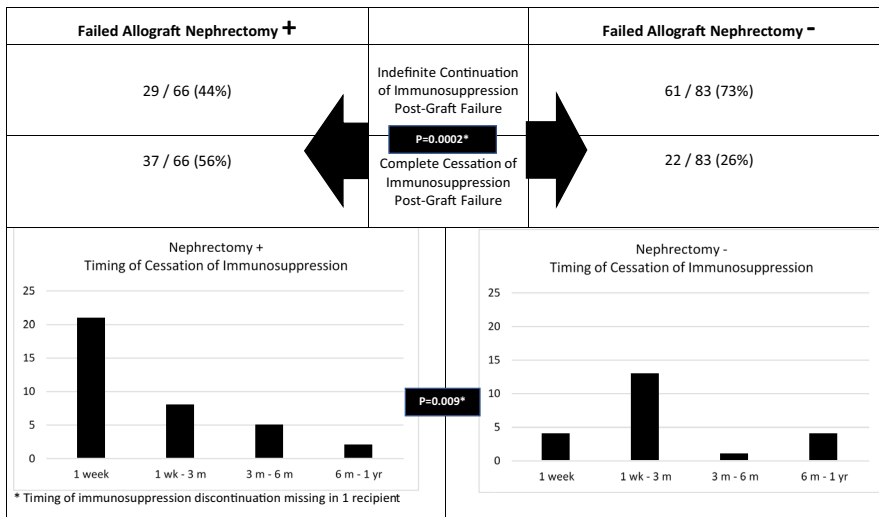 Failed Allograft Nephrectomy +
Failed Allograft Nephrectomy -
29 / 66 (44%)
Indefinite Continuation
of Immunosuppression
Post-Graft Failure
61 / 83 (73%)
P=0.0002*
37 / 66 (56%)
Complete Cessation of
Immunosuppression
Post-Graft Failure
22 / 83 (26%)
Nephrectomy +
Timing of Cessation of Immunosuppression
25
20
15
10
5
0
1 week
1 wk - 3 m
3 m - 6 m
6 m - 1 yr
* Timing of immunosuppression discontinuation missing in 1 recipient
P=0.009*
Nephrectomy -
Timing of Cessation of Immunosuppression
25
20
15
10
5
0
1 week
1 wk - 3 m
3 m - 6 m
6 m - 1 yr